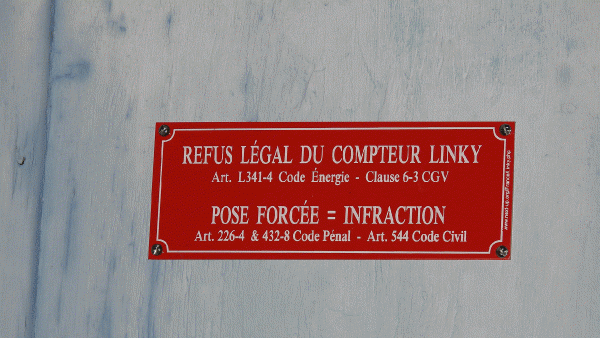 REFUS LÉGAL DU COMPTEUR LINKY
Art. L341-4 Code Énergie - Clause 6-3 CGV
POSE FORCÉE = INFRACTION
Art. 226-4 & 432-8 Code Pénal - Art. 544 Code Civil